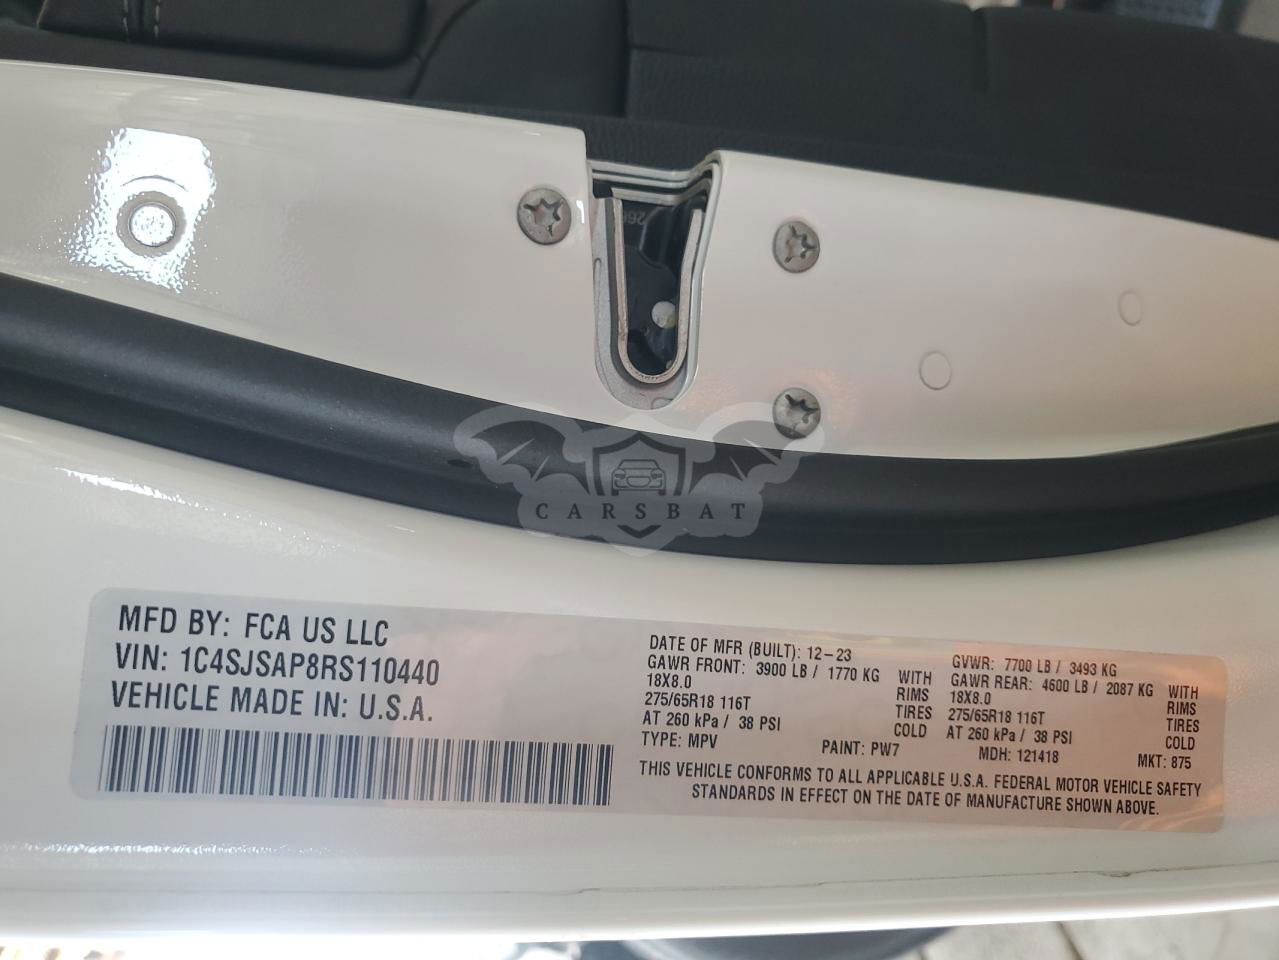 266
CARSBAT
MFD BY: FCA US LLC
VIN: 1C4SJSAP8RS110440
VEHICLE MADE IN: U.S.A.
DATE OF MFR (BUILT): 12-23
GAWR FRONT: 3900 LB / 1770 KG WITH
18X8.0 RIMS
275/65R18 116T TIRES
AT 260 kPa / 38 PSI COLD
TYPE: MPV PAINT: PW7
GVWR: 7700 LB / 3493 KG
GAWR REAR: 4600 LB / 2087 KG WITH
18X8.0 RIMS
275/65R18 116T TIRES
AT 260 kPa / 38 PSI COLD
MDH: 121418 MKT: 875
THIS VEHICLE CONFORMS TO ALL APPLICABLE U.S.A. FEDERAL MOTOR VEHICLE SAFETY
STANDARDS IN EFFECT ON THE DATE OF MANUFACTURE SHOWN ABOVE.